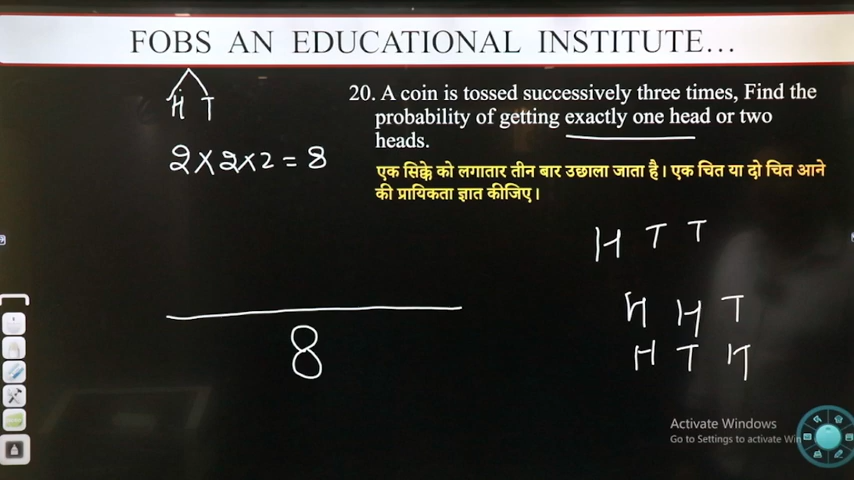 FOBS AN EDUCATIONAL INSTITUTE...
H T
2 × 2 × 2 = 8
20. A coin is tossed successively three times, Find the
probability of getting exactly one head or two
heads.
एक सिक्के को लगातार तीन बार उछाला जाता है। एक चित या दो चित आने
की प्रायिकता ज्ञात कीजिए।
H T T
H H T
H T H
8
Activate Windows
Go to Settings to activate Win